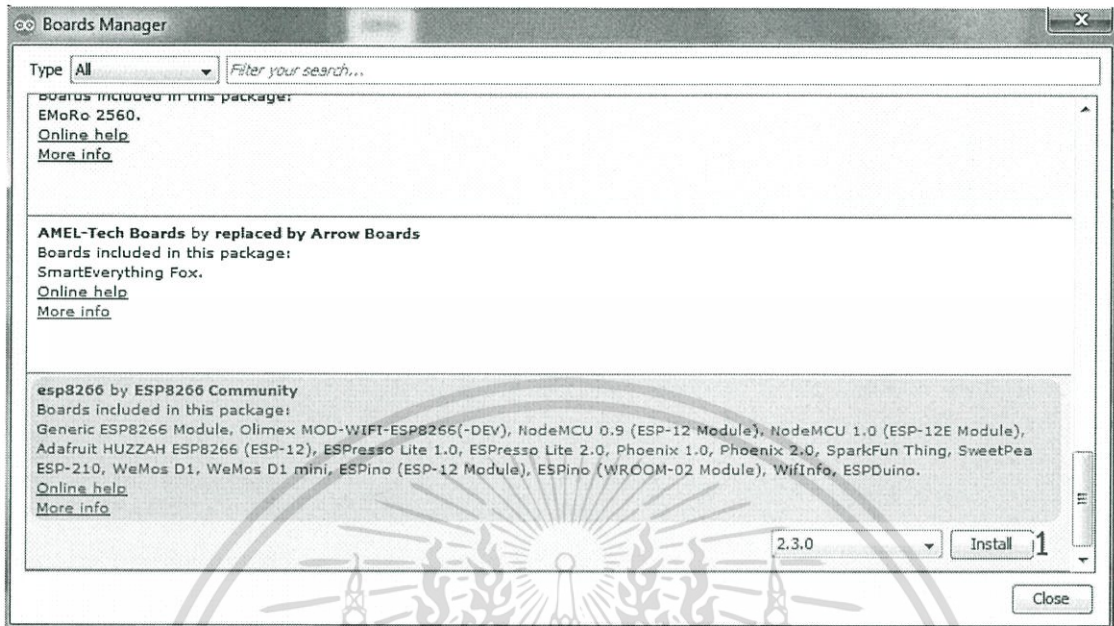 Boards Manager
Type All Filter your search...
Boards included in this package:
EMoRo 2560.
Online help
More info
AMEL-Tech Boards by replaced by Arrow Boards
Boards included in this package:
SmartEverything Fox.
Online help
More info
esp8266 by ESP8266 Community
Boards included in this package:
Generic ESP8266 Module, Olimex MOD-WIFI-ESP8266(-DEV), NodeMCU 0.9 (ESP-12 Module), NodeMCU 1.0 (ESP-12E Module),
Adafruit HUZZAH ESP8266 (ESP-12), ESPresso Lite 1.0, ESPresso Lite 2.0, Phoenix 1.0, Phoenix 2.0, SparkFun Thing, SweetPea
ESP-210, WeMos D1, WeMos D1 mini, ESPino (ESP-12 Module), ESPino (WROOM-02 Module), WifInfo, ESPDuino.
Online help
More info
2.3.0 Install 1
Close